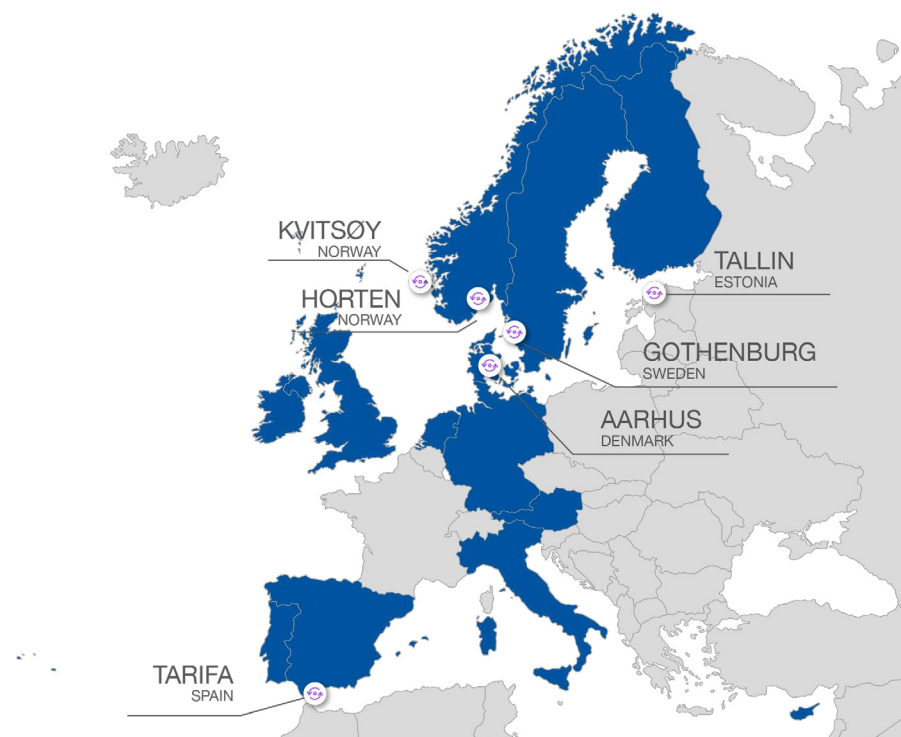 KVITSØY
NORWAY
HORTEN
NORWAY
TALLIN
ESTONIA
GOTHENBURG
SWEDEN
AARHUS
DENMARK
TARIFA
SPAIN